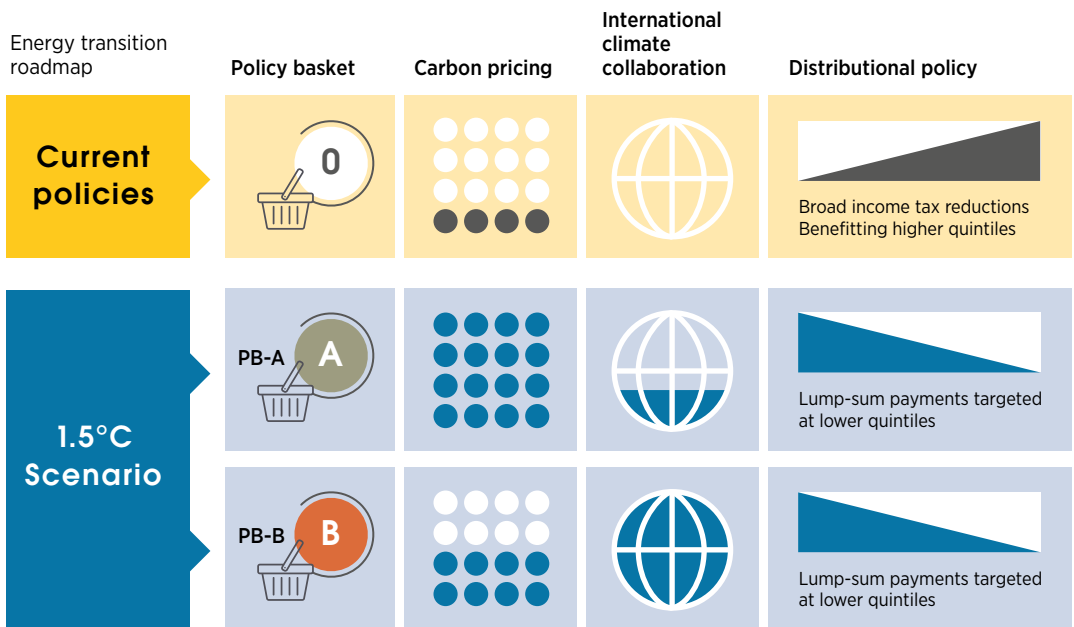 Energy transition
roadmap
Policy basket
Carbon pricing
International
climate
collaboration
Distributional policy
Current
policies
0
Broad income tax reductions
Benefitting higher quintiles
1.5°C
Scenario
PB-A
A
Lump-sum payments targeted
at lower quintiles
PB-B
B
Lump-sum payments targeted
at lower quintiles